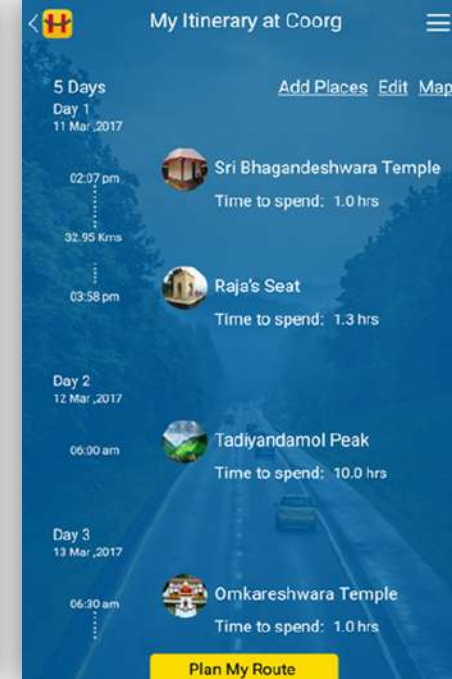 My Itinerary at Coorg
5 Days
Add Places Edit Map
Day 1
11 Mar ,2017
Sri Bhagandeshwara Temple
02:07 pm
Time to spend: 1.0 hrs
32.95 Kms
Raja's Seat
03:58 pm
Time to spend: 1.3 hrs
Day 2
12 Mar ,2017
Tadiyandamol Peak
06:00 am
Time to spend: 10.0 hrs
Day 3
13 Mar ,2017
Omkareshwara Temple
06:30 am
Time to spend: 1.0 hrs
Plan My Route